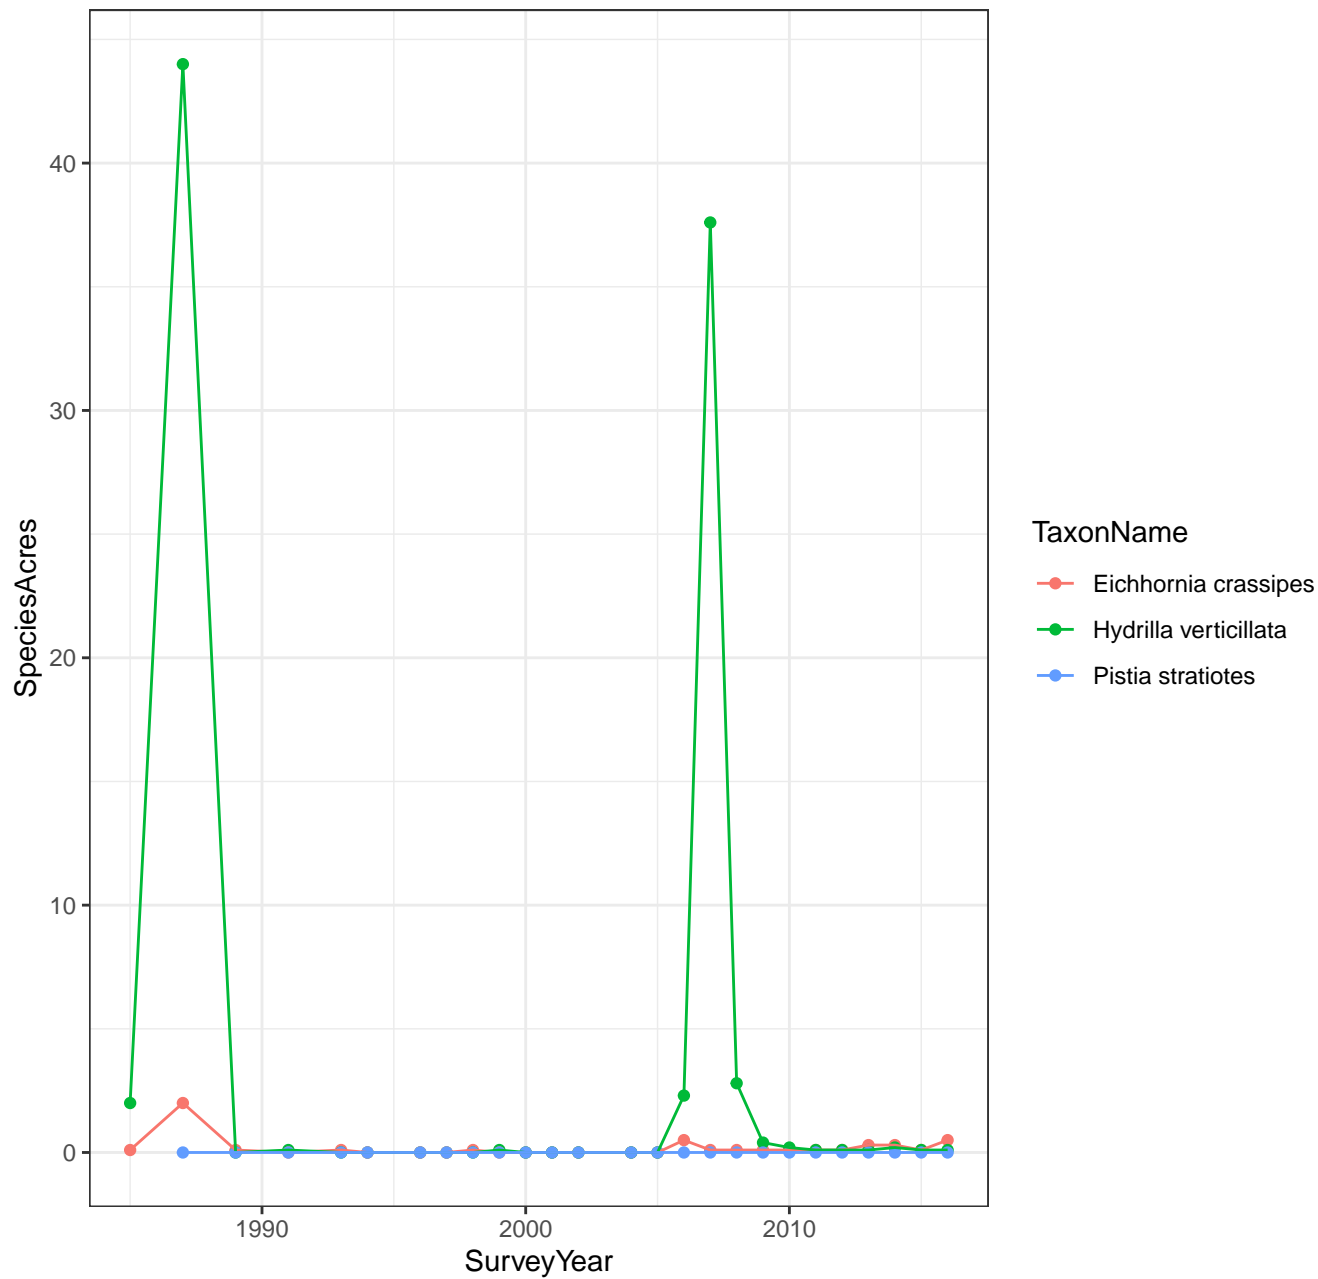 40
30
20
10
0
1990
2000
2010
SurveyYear
SpeciesAcres
TaxonName
Eichhornia crassipes
Hydrilla verticillata
Pistia stratiotes